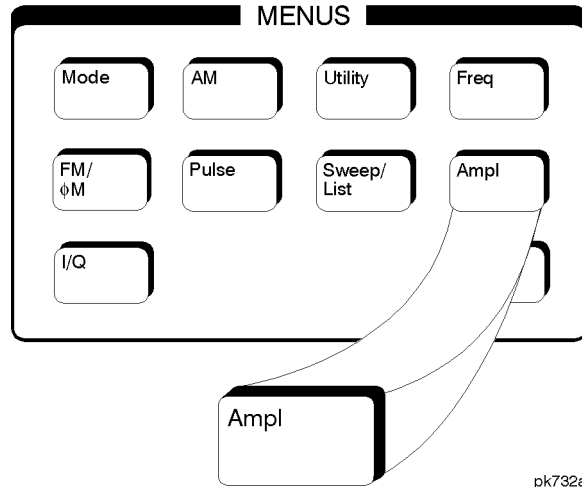 MENUS
Mode
AM
Utility
Freq
FM/
ϕM
Pulse
Sweep/
List
Ampl
I/Q
Ampl
pk732a